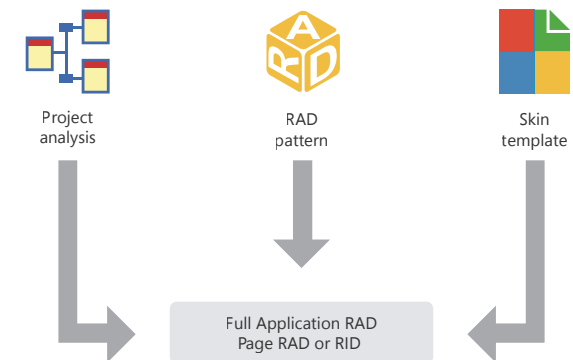 R A D
Project
analysis
RAD
pattern
Skin
template
Full Application RAD
Page RAD or RID